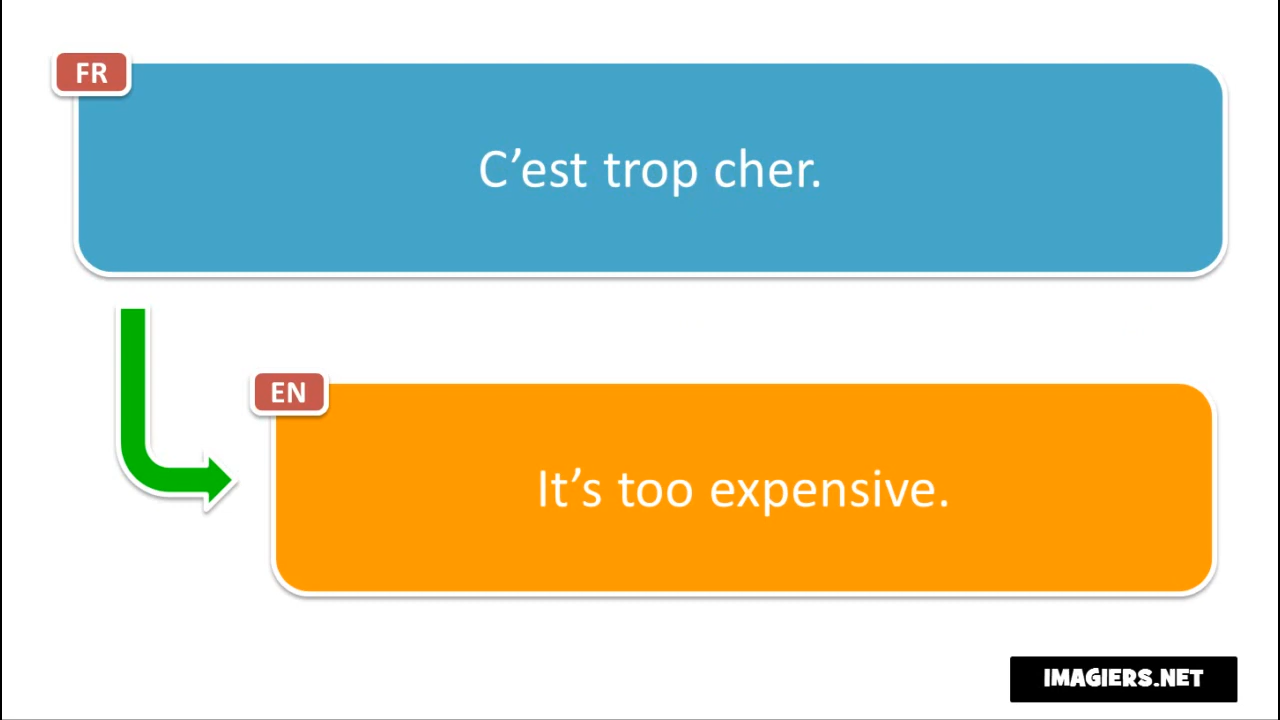 FR
C’est trop cher.
EN
It’s too expensive.
IMAGIERS.NET